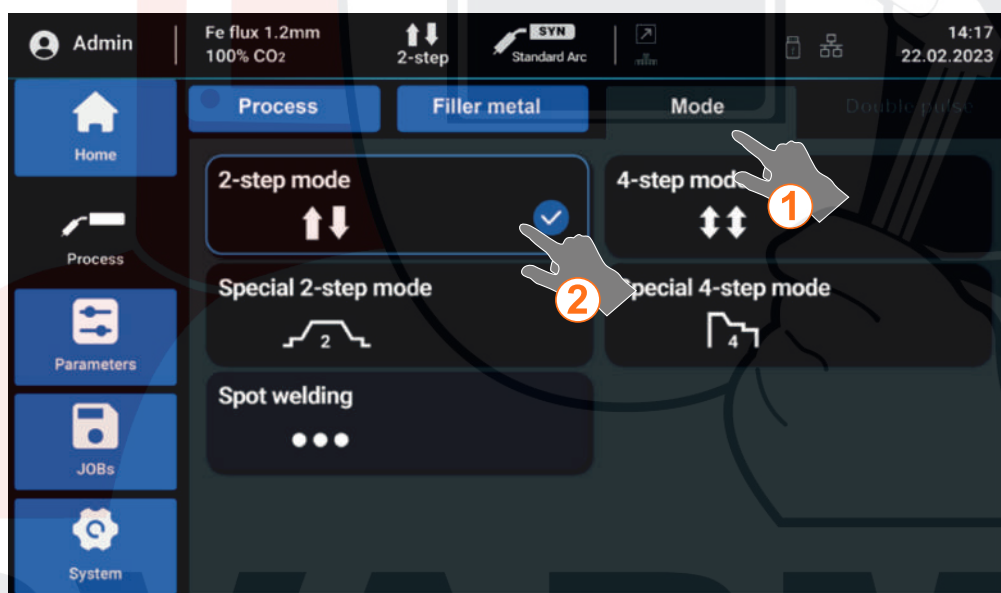 Admin
Fe flux 1.2mm
100% CO2
2-step
SYN
Standard Arc
14:17
22.02.2023
Home
Process
Parameters
JOBs
System
Process
Filler metal
Mode
Double pulse
2-step mode
4-step mode
1
2
Special 2-step mode
2
Special 4-step mode
4
Spot welding